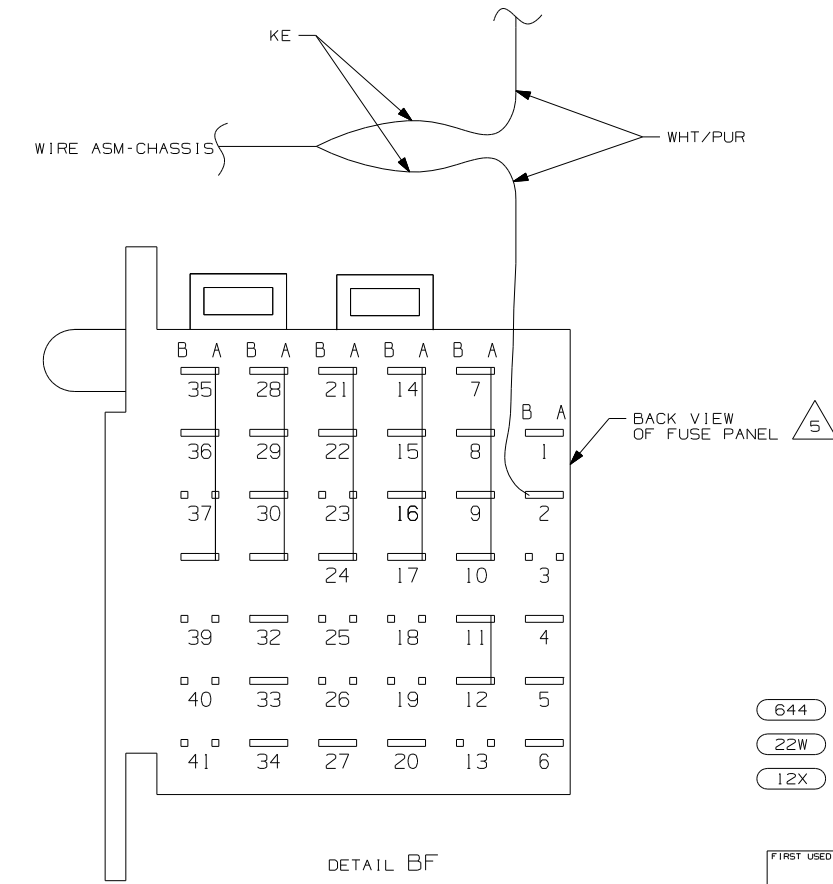 KE
WIRE ASM-CHASSIS
WHT/PUR
B A B A B A B A B A
35 28 21 14 7
B A
BACK VIEW
OF FUSE PANEL 5
36 29 22 15 8 1
37 30 23 16 9 2
24 17 10 3
39 32 25 18 11 4
40 33 26 19 12 5
41 34 27 20 13 6
644
22W
12X
DETAIL BF
FIRST USED